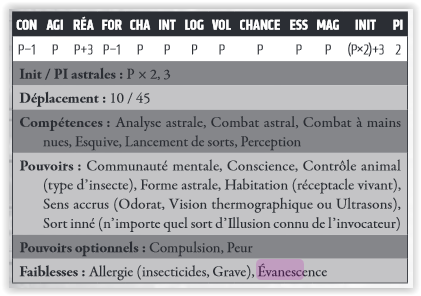 CON AGI RÉA FOR CHA INT LOG VOL CHANCE ESS MAG INIT PI
P–1 P P+3 P–1 P P P P P P P (P×2)+3 2
Init / PI astrales : P × 2, 3
Déplacement : 10 / 45
Compétences : Analyse astrale, Combat astral, Combat à mains
nues, Esquive, Lancement de sorts, Perception
Pouvoirs : Communauté mentale, Conscience, Contrôle animal
(type d’insecte), Forme astrale, Habitation (réceptacle vivant),
Sens accrus (Odorat, Vision thermographique ou Ultrasons),
Sort inné (n’importe quel sort d’Illusion connu de l’invocateur)
Pouvoirs optionnels : Compulsion, Peur
Faiblesses : Allergie (insecticides, Grave), Évanescence